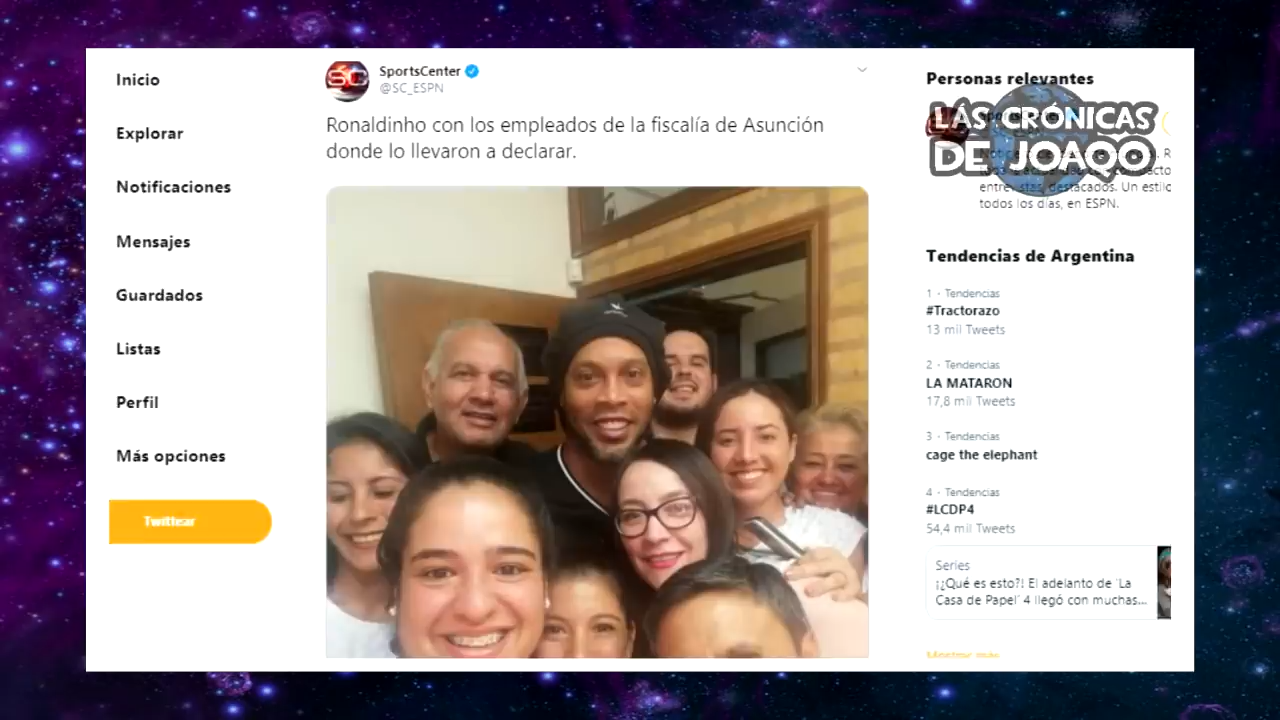 Inicio
Explorar
Notificaciones
Mensajes
Guardados
Listas
Perfil
Más opciones
Twittear
SC
SportsCenter
@SC_ESPN
Ronaldinho con los empleados de la fiscalía de Asunción
donde lo llevaron a declarar.
Personas relevantes
LAS CRÓNICAS
DE JOAQO
entrevistas, destacados. Un estilo
todos los días, en ESPN.
Tendencias de Argentina
1 · Tendencias
#Tractorazo
13 mil Tweets
2 · Tendencias
LA MATARON
17,8 mil Tweets
3 · Tendencias
cage the elephant
4 · Tendencias
#LCDP4
54,4 mil Tweets
Series
¡¿Qué es esto?! El adelanto de ´La
Casa de Papel´ 4 llegó con muchas...
Mostrar más